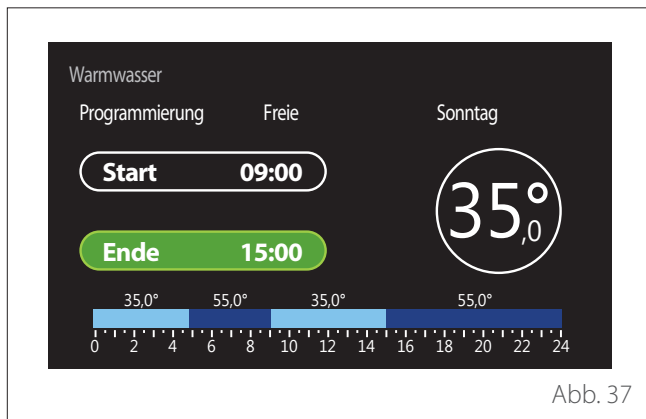 Warmwasser
Programmierung Freie Sonntag
Start 09:00
35,0°
Ende 15:00
35,0° 55,0° 35,0° 55,0°
0 2 4 6 8 10 12 14 16 18 20 22 24
Abb. 37